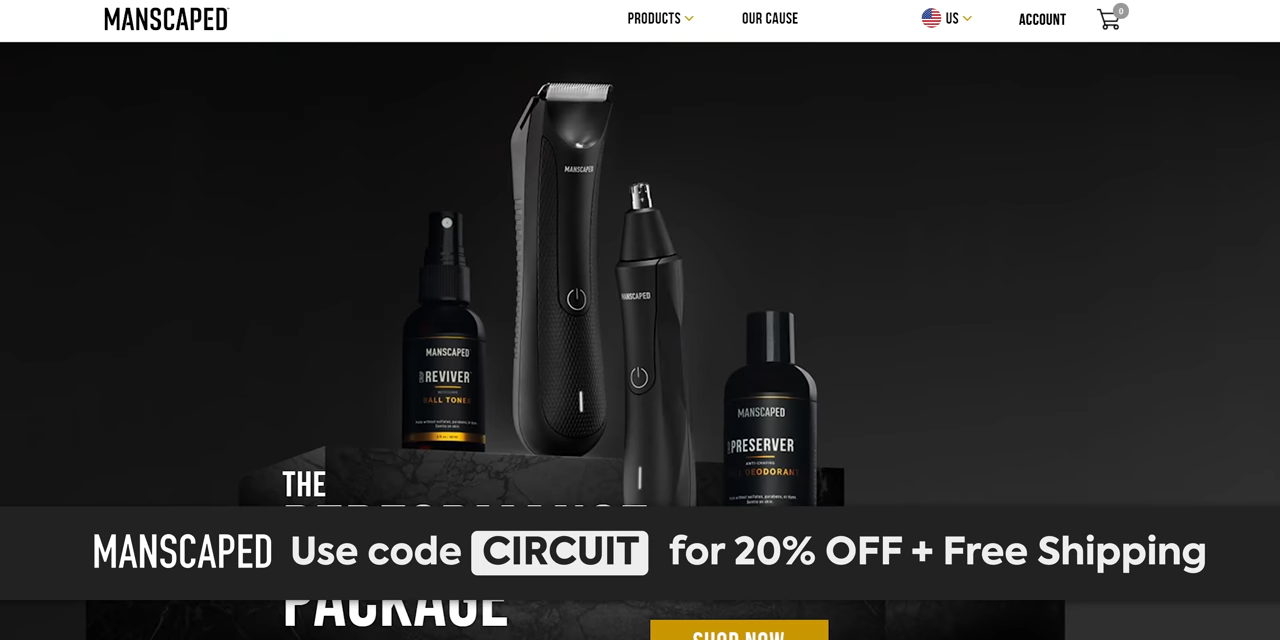 MANSCAPED
PRODUCTS
OUR CAUSE
US
ACCOUNT
0
MANSCAPED
MANSCAPED
MANSCAPED
REVIVER
BALL TONER
MANSCAPED
PRESERVER
ANTI-CHAFING
DEODORANT
THE
PERFORMANCE
MANSCAPED Use code CIRCUIT for 20% OFF + Free Shipping
PACKAGE
SHOP NOW